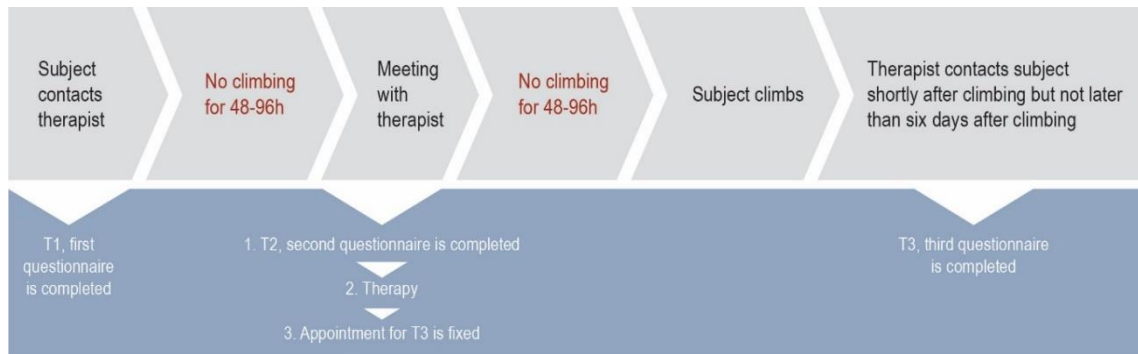 Subject
contacts
therapist
No climbing
for 48-96h
Meeting
with
therapist
No climbing
for 48-96h
Subject climbs
Therapist contacts subject
shortly after climbing but not later
than six days after climbing
T1, first
questionnaire
is completed
1. T2, second questionnaire is completed
2. Therapy
3. Appointment for T3 is fixed
T3, third questionnaire
is completed